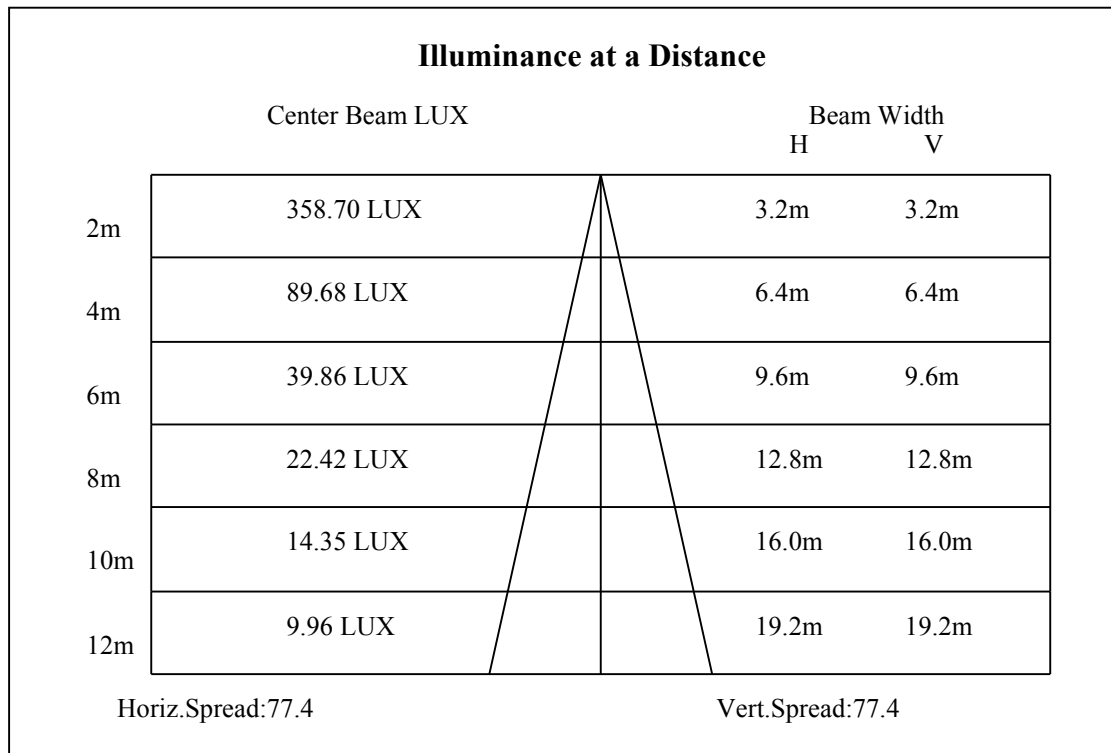 Illuminance at a Distance
Center Beam LUX Beam Width
H V
2m 358.70 LUX 3.2m 3.2m
4m 89.68 LUX 6.4m 6.4m
6m 39.86 LUX 9.6m 9.6m
8m 22.42 LUX 12.8m 12.8m
10m 14.35 LUX 16.0m 16.0m
12m 9.96 LUX 19.2m 19.2m
Horiz.Spread:77.4 Vert.Spread:77.4